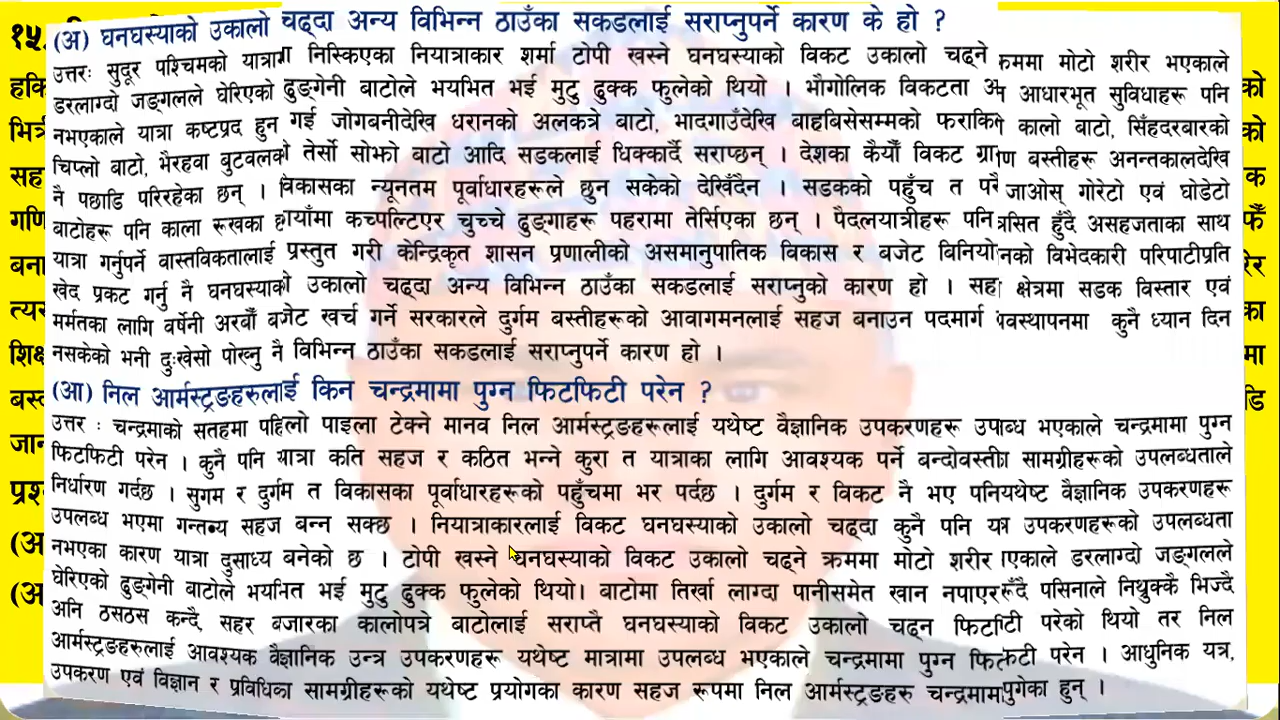 १५.
(अ) घनघस्याको उकालो चढ्दा अन्य विभिन्न ठाउँका सकडलाई सराप्नुपर्ने कारण के हो ?
उत्तरः सुदूर पश्चिमको यात्रामा निस्किएका नियात्राकार शर्मा टोपी खस्ने घनघस्याको विकट उकालो चढ्ने क्रममा मोटो शरीर भएकाले
डरलाग्दो जङ्गलले घेरिएको ढुङ्गेनी बाटोले भयभित भई मुटु ढुक्क फुलेको थियो । भौगोलिक विकटता आधारभूत सुविधाहरू पनि
नभएकाले यात्रा कष्टप्रद हुन गई जोगबनीदेखि धरानको अलकत्रे बाटो, भादगाउँदेखि बाहबिसेसम्मको फराकिलो कालो बाटो, सिँहदरबारको
चिप्लो बाटो, भैरहवा बुटवलको तेर्सो सोझो बाटो आदि सडकलाई धिक्कार्दै सराप्छन् । देशका कैयौँ विकट ग्रामीण बस्तीहरू अनन्तकालदेखि
नै पछाडि परिरहेका छन् । विकासका न्यूनतम पूर्वाधारहरूले छुन सकेको देखिँदैन । सडकको पहुँच त परै जाओस् गोरेटो एवं घोडेटो
बाटोहरू पनि काला रूखका छायाँमा कच्पल्टिएर चुच्चे ढुङ्गाहरू पहरामा तेर्सिएका छन् । पैदलयात्रीहरू पनि त्रसित हुँदै असहजताका साथ
यात्रा गर्नुपर्ने वास्तविकतालाई प्रस्तुत गरी केन्द्रिकृत शासन प्रणालीको असमानुपातिक विकास र बजेट बिनियोजनको विभेदकारी परिपाटीप्रति
खेद प्रकट गर्नु नै घनघस्याको उकालो चढ्दा अन्य विभिन्न ठाउँका सकडलाई सराप्नुको कारण हो । सहर क्षेत्रमा सडक विस्तार एवं
मर्मतका लागि वर्षेनी अरबौँ बजेट खर्च गर्ने सरकारले दुर्गम बस्तीहरूको आवागमनलाई सहज बनाउन पदमार्ग व्यवस्थापनमा कुनै ध्यान दिन
नसकेको भनी दुःखेसो पोख्नु नै विभिन्न ठाउँका सकडलाई सराप्नुपर्ने कारण हो ।
(आ) निल आर्मस्ट्रङहरुलाई किन चन्द्रमामा पुग्न फिटफिटी परेन ?
उत्तर : चन्द्रमाको सतहमा पहिलो पाइला टेक्ने मानव निल आर्मस्ट्रङहरूलाई यथेष्ट वैज्ञानिक उपकरणहरू उपलब्ध भएकाले चन्द्रमामा पुग्न
फिटफिटी परेन । कुनै पनि यात्रा कति सहज र कठित भन्ने कुरा त यात्राका लागि आवश्यक पर्ने बन्दोवस्तीका सामग्रीहरूको उपलब्धताले
निर्धारण गर्दछ । सुगम र दुर्गम त विकासका पूर्वाधारहरूको पहुँचमा भर पर्दछ । दुर्गम र विकट नै भए पनि यथेष्ट वैज्ञानिक उपकरणहरू
उपलब्ध भएमा गन्तब्य सहज बन्न सक्छ । नियात्राकारलाई विकट घनघस्याको उकालो चढ्दा कुनै पनि यन्त्र उपकरणहरूको उपलब्धता
नभएका कारण यात्रा दुसाध्य बनेको छ । टोपी खस्ने घनघस्याको विकट उकालो चढ्ने क्रममा मोटो शरीर भएकाले डरलाग्दो जङ्गलले
घेरिएको ढुङ्गेनी बाटोले भयभित भई मुटु ढुक्क फुलेको थियो। बाटोमा तिर्खा लाग्दा पानीसमेत खान नपाएर रूँदै पसिनाले निथ्रुक्कै भिज्दै
अनि ठसठस कन्दै सहर बजारका कालोपत्रे बाटोलाई सराप्तै घनघस्याको विकट उकालो चढ्न फिटफिटी परेको थियो तर निल
आर्मस्ट्रङहरूलाई आवश्यक वैज्ञानिक उन्त्र उपकरणहरू यथेष्ट मात्रामा उपलब्ध भएकाले चन्द्रमामा पुग्न फिटफिटी परेन । आधुनिक यत्र,
उपकरण एवं विज्ञान र प्रविधिका सामग्रीहरूको यथेष्ट प्रयोगका कारण सहज रूपमा निल आर्मस्ट्रङहरू चन्द्रमामा पुगेका हुन् ।